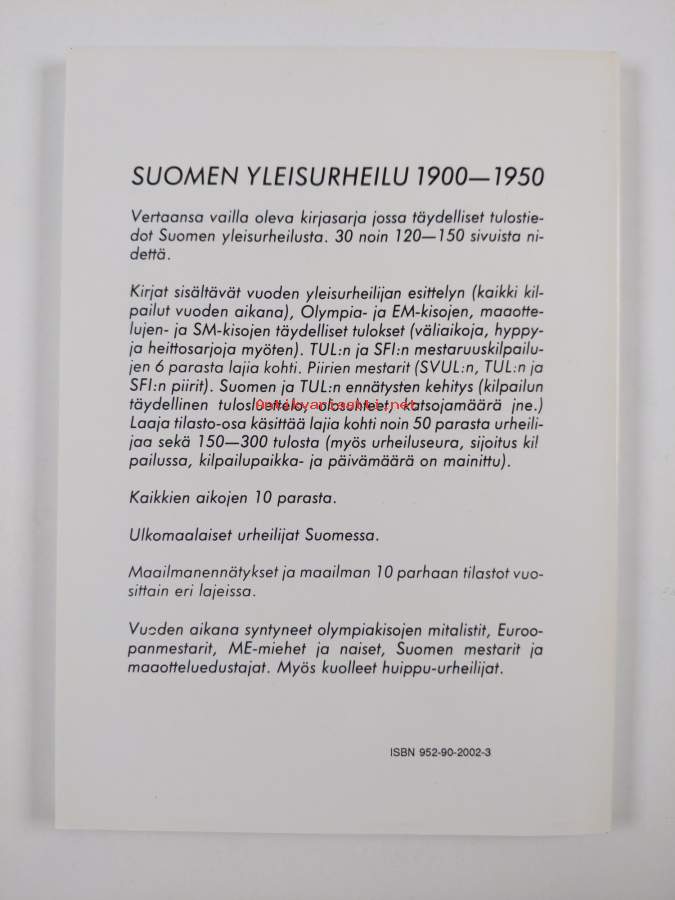 SUOMEN YLEISURHEILU 1900—1950
Vertaansa vailla oleva kirjasarja jossa täydelliset tulostie-
dot Suomen yleisurheilusta. 30 noin 120—150 sivuista ni-
dettä.
Kirjat sisältävät vuoden yleisurheilijan esittelyn (kaikki kil-
pailut vuoden aikana), Olympia- ja EM-kisojen, maaotte-
lujen- ja SM-kisojen täydelliset tulokset (väliaikoja, hyppy-
ja heittosarjoja myöten). TUL:n ja SFI:n mestaruuskilpailu-
jen 6 parasta lajia kohti. Piirien mestarit (SVUL:n, TUL:n ja
SFI:n piirit). Suomen ja TUL:n ennätysten kehitys (kilpailun
täydellinen tulosluettelo, olosuhteet, katsojamäärä jne.)
antikvariaatti.net
Laaja tilasto-osa käsittää lajia kohti noin 50 parasta urheili-
jaa sekä 150—300 tulosta (myös urheiluseura, sijoitus kil
pailussa, kilpailupaikka- ja päivämäärä on mainittu).
Kaikkien aikojen 10 parasta.
Ulkomaalaiset urheilijat Suomessa.
Maailmanennätykset ja maailman 10 parhaan tilastot vuo-
sittain eri lajeissa.
Vuoden aikana syntyneet olympiakisojen mitalistit, Euroo-
panmestarit, ME-miehet ja naiset, Suomen mestarit ja
maaotteluedustajat. Myös kuolleet huippu-urheilijat.
ISBN 952-90-2002-3